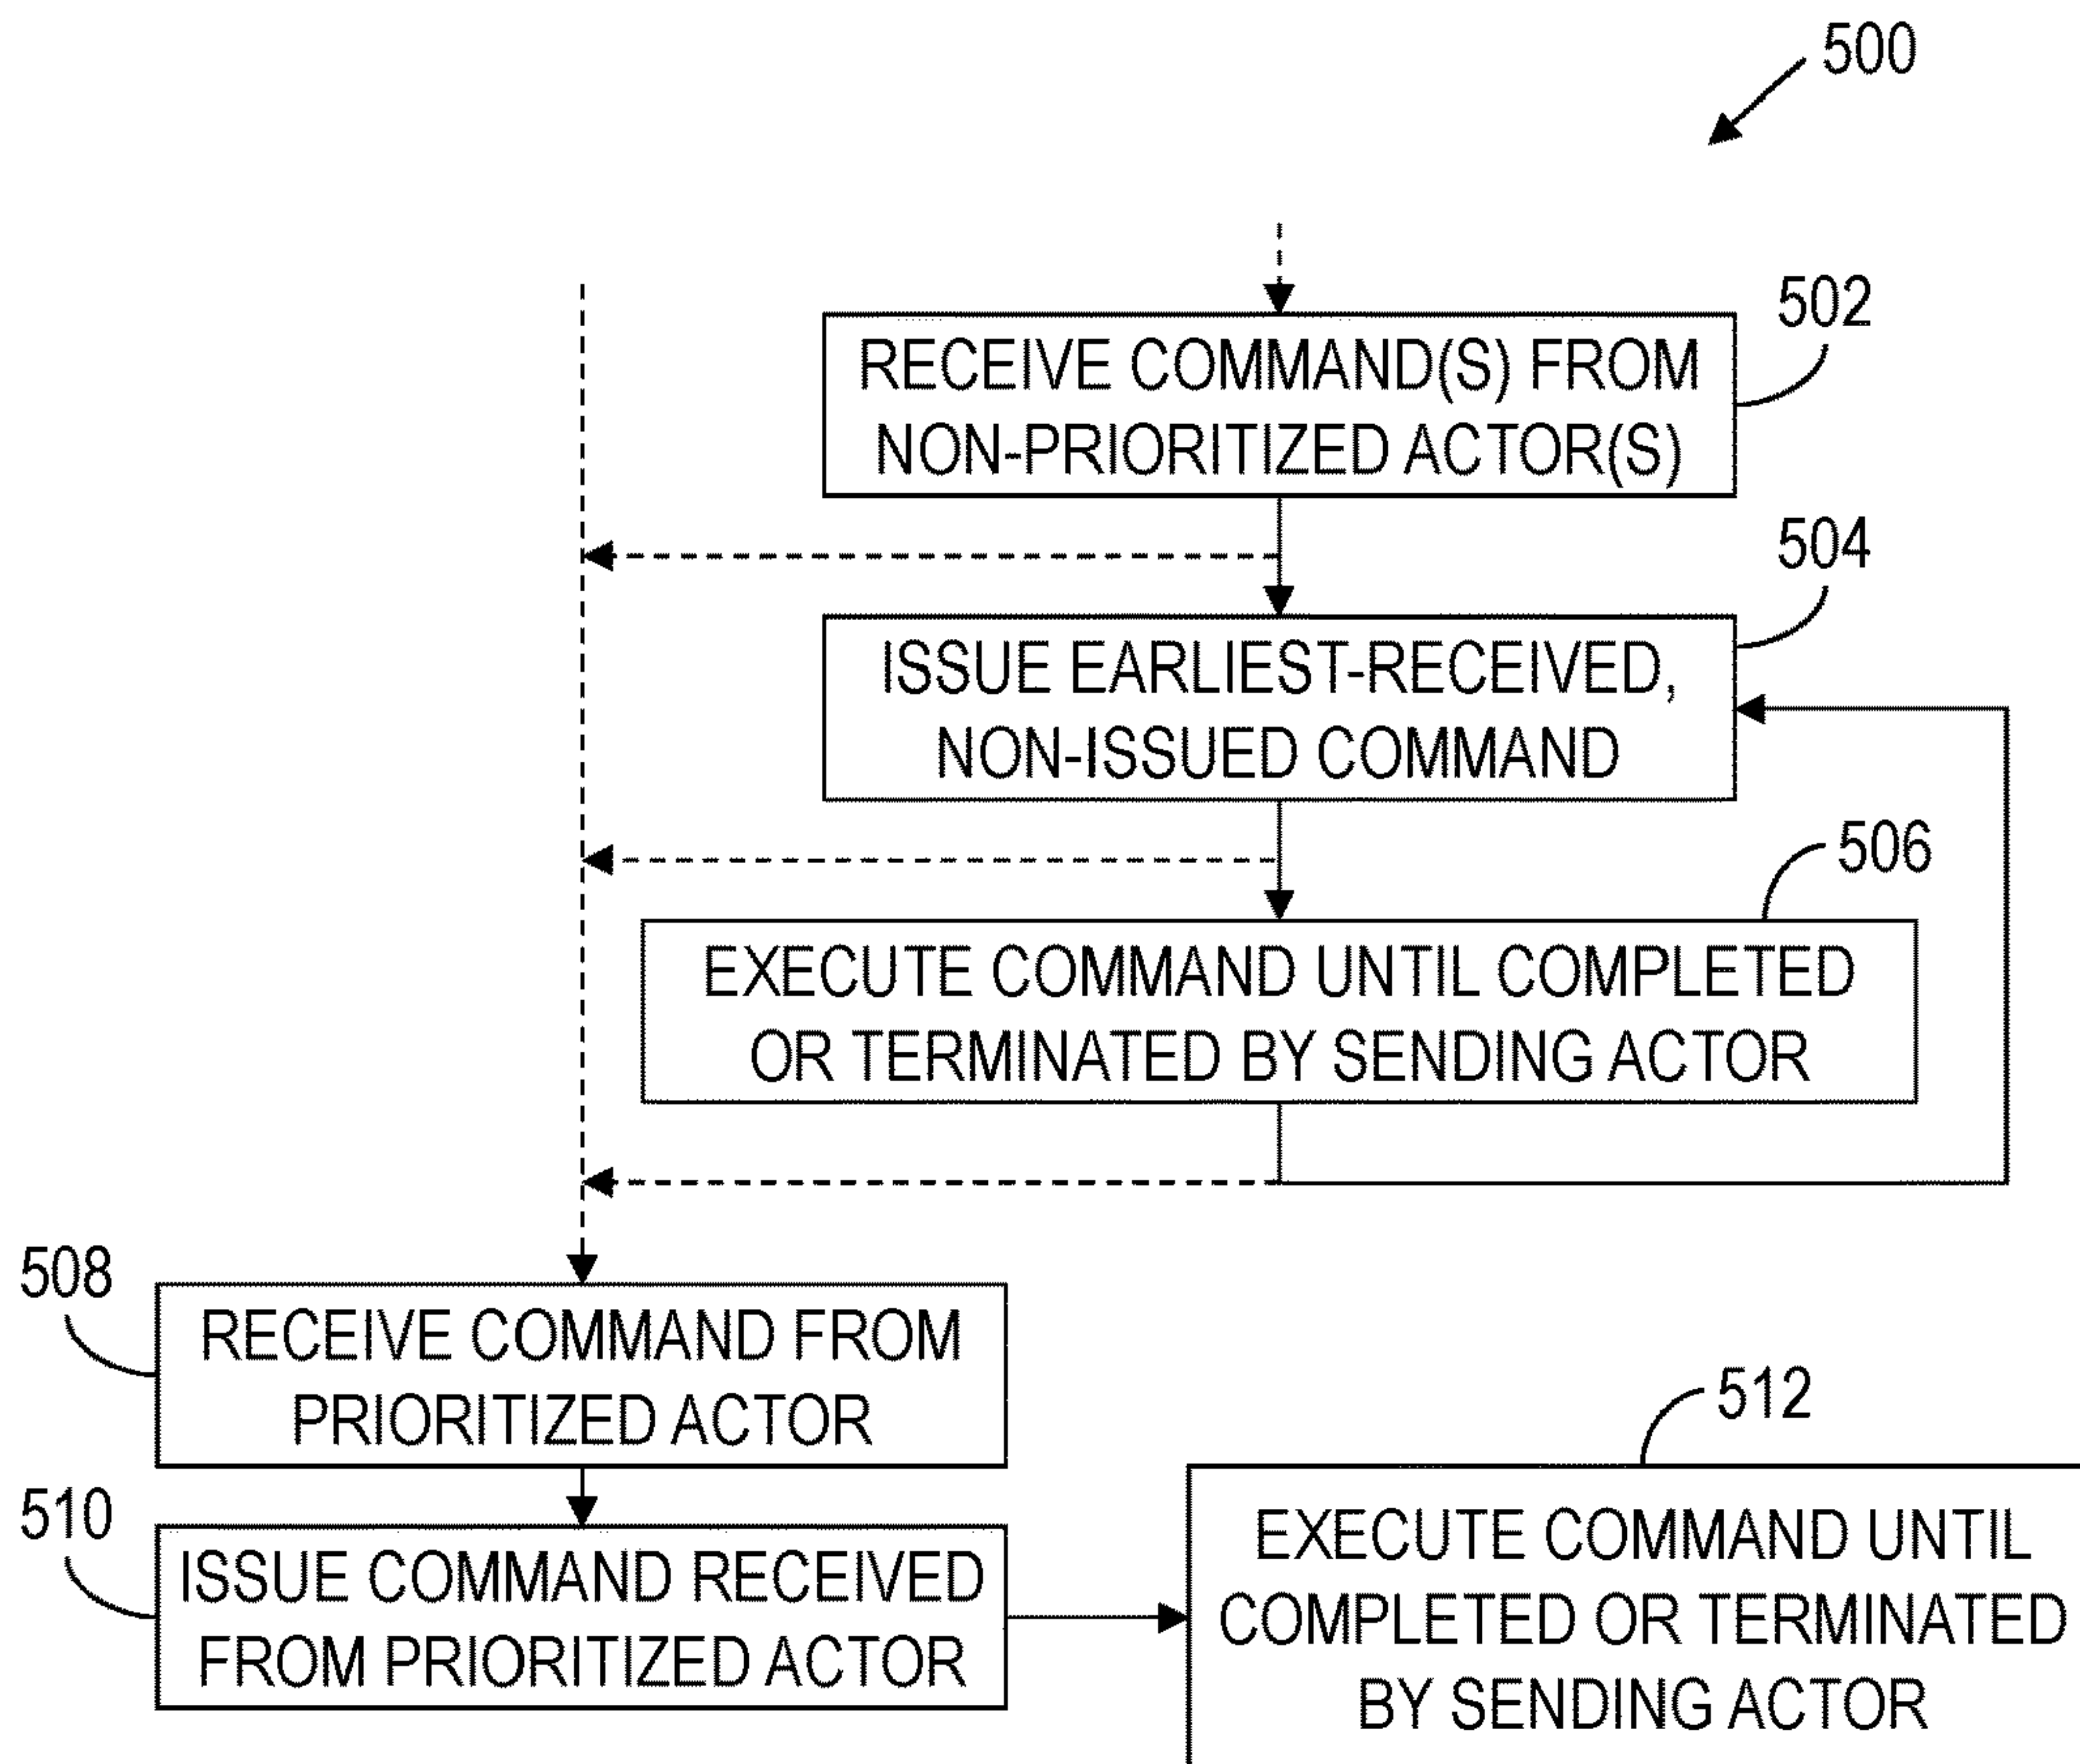 500
502
RECEIVE COMMAND(S) FROM
NON-PRIORITIZED ACTOR(S)
504
ISSUE EARLIEST-RECEIVED,
NON-ISSUED COMMAND
506
EXECUTE COMMAND UNTIL COMPLETED
OR TERMINATED BY SENDING ACTOR
508
RECEIVE COMMAND FROM
PRIORITIZED ACTOR
510
ISSUE COMMAND RECEIVED
FROM PRIORITIZED ACTOR
512
EXECUTE COMMAND UNTIL
COMPLETED OR TERMINATED
BY SENDING ACTOR